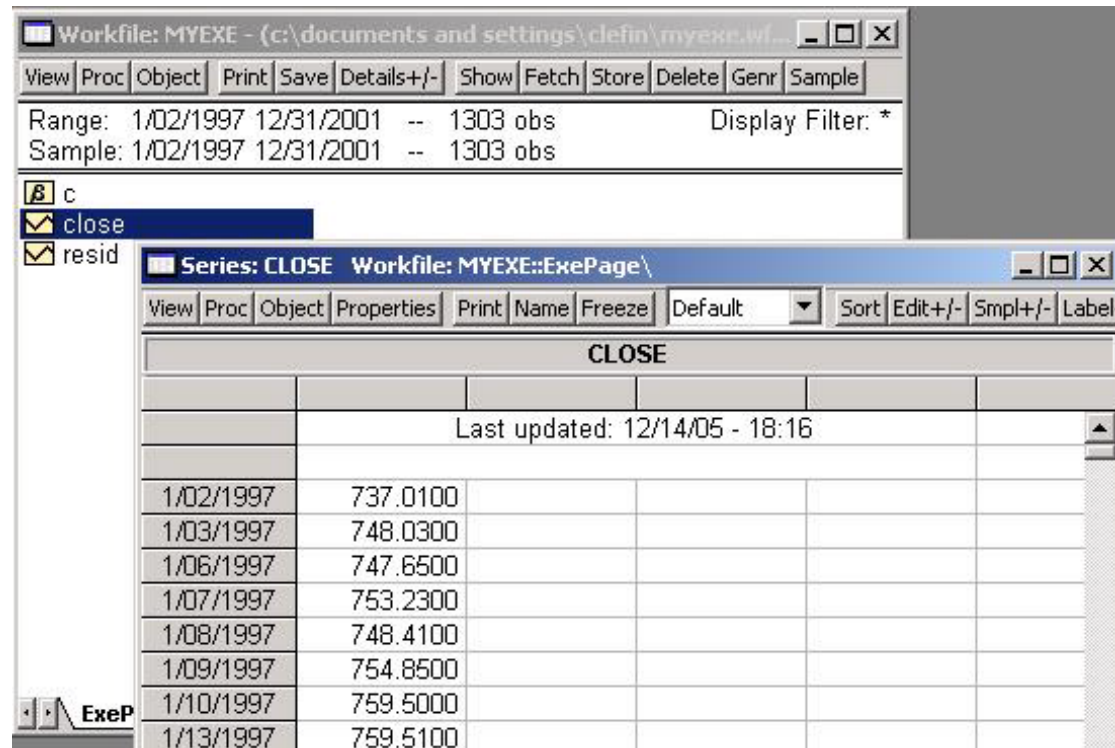 Workfile: MYEXE - (c:\documents and settings\clefin\myexe.wf...
View Proc Object Print Save Details+/- Show Fetch Store Delete Genr Sample
Range: 1/02/1997 12/31/2001 -- 1303 obs Display Filter: *
Sample: 1/02/1997 12/31/2001 -- 1303 obs
β c
close
resid
Series: CLOSE Workfile: MYEXE::ExePage\
View Proc Object Properties Print Name Freeze Default Sort Edit+/- Smpl+/- Label
CLOSE
Last updated: 12/14/05 - 18:16
1/02/1997 737.0100
1/03/1997 748.0300
1/06/1997 747.6500
1/07/1997 753.2300
1/08/1997 748.4100
1/09/1997 754.8500
1/10/1997 759.5000
1/13/1997 759.5100
ExeP